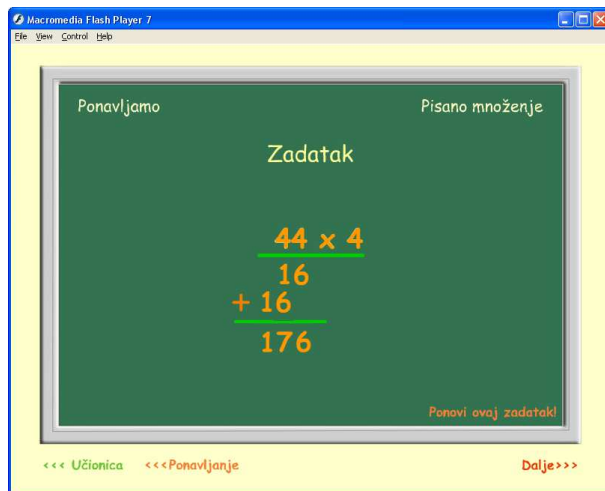 Macromedia Flash Player 7
File View Control Help
Ponavljamo
Pisano množenje
Zadatak
44 x 4
16
+ 16
176
Ponovi ovaj zadatak!
<<< Učionica <<<Ponavljanje Dalje>>>